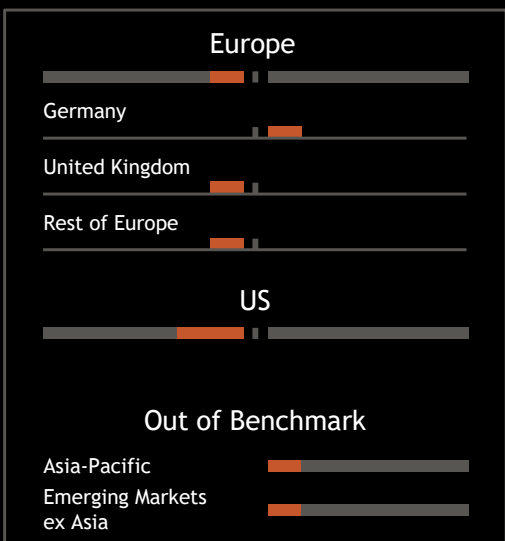 Europe
Germany
United Kingdom
Rest of Europe
US
Out of Benchmark
Asia-Pacific
Emerging Markets
ex Asia